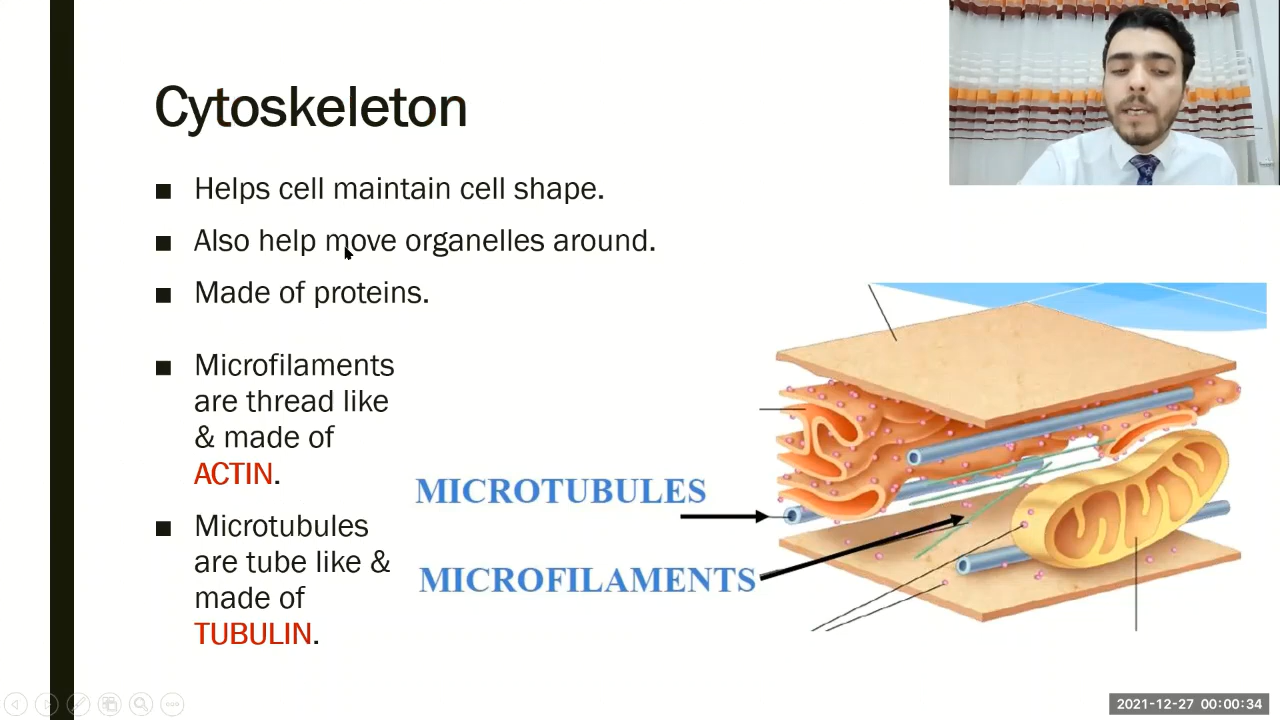 Cytoskeleton
■ Helps cell maintain cell shape.
■ Also help move organelles around.
■ Made of proteins.
■ Microfilaments
are thread like
& made of
ACTIN.
■ Microtubules
are tube like &
made of
TUBULIN.
MICROTUBULES
MICROFILAMENTS
2021-12-27 00:00:34